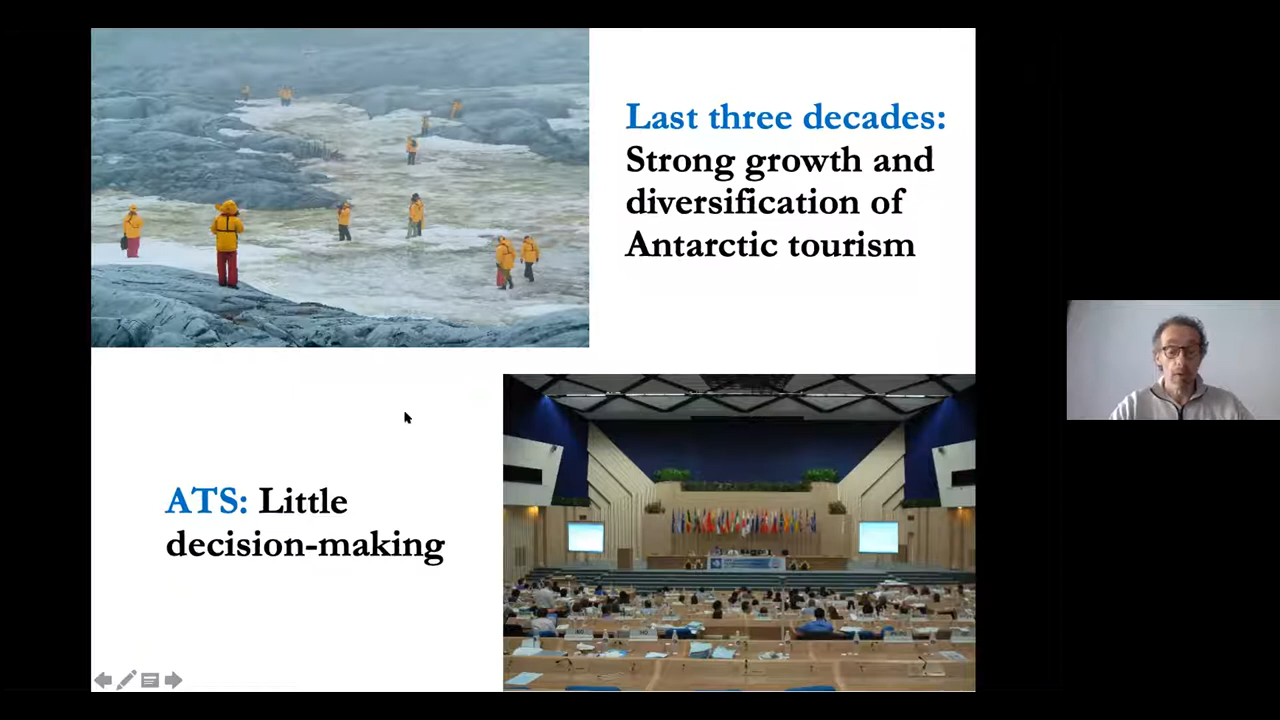 Last three decades:
Strong growth and
diversification of
Antarctic tourism
ATS: Little
decision-making